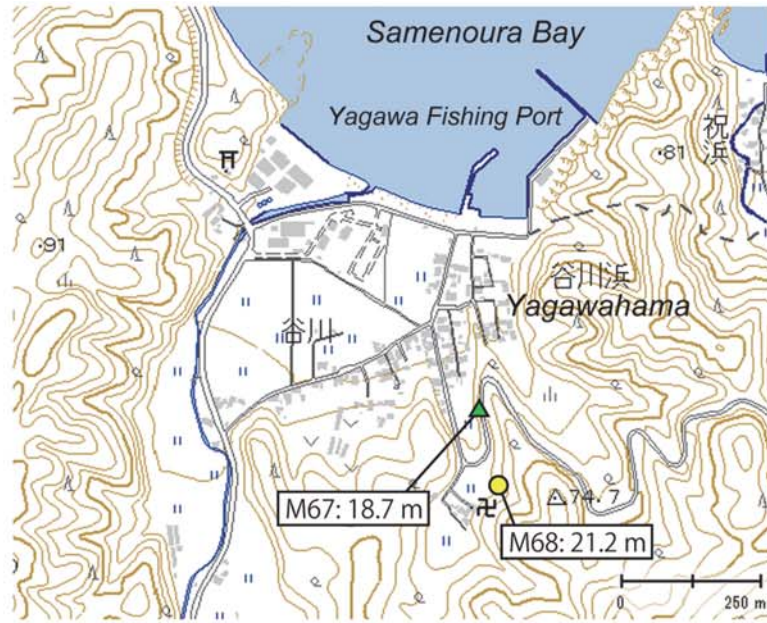 Samenoura Bay
Yagawa Fishing Port
祝浜
81
91
谷川浜
Yagawahama
谷川
M67: 18.7 m
74.7
M68: 21.2 m
0
250 m